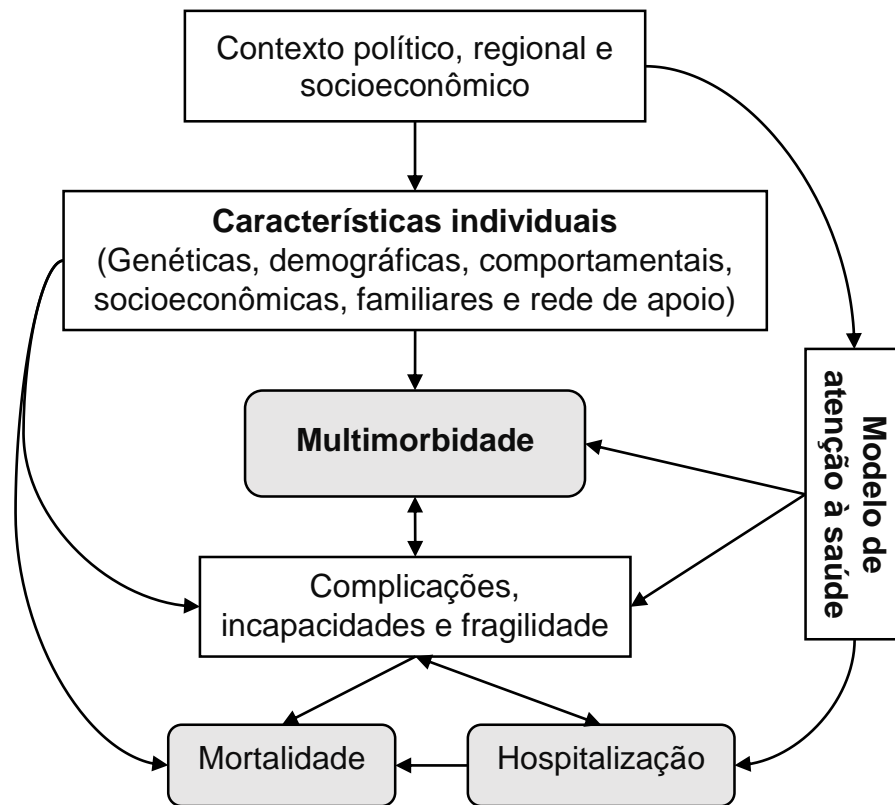 Contexto político, regional e
socioeconômico
Características individuais
(Genéticas, demográficas, comportamentais,
socioeconômicas, familiares e rede de apoio)
Multimorbidade
Modelo de
atenção à saúde
Complicações,
incapacidades e fragilidade
Mortalidade
Hospitalização